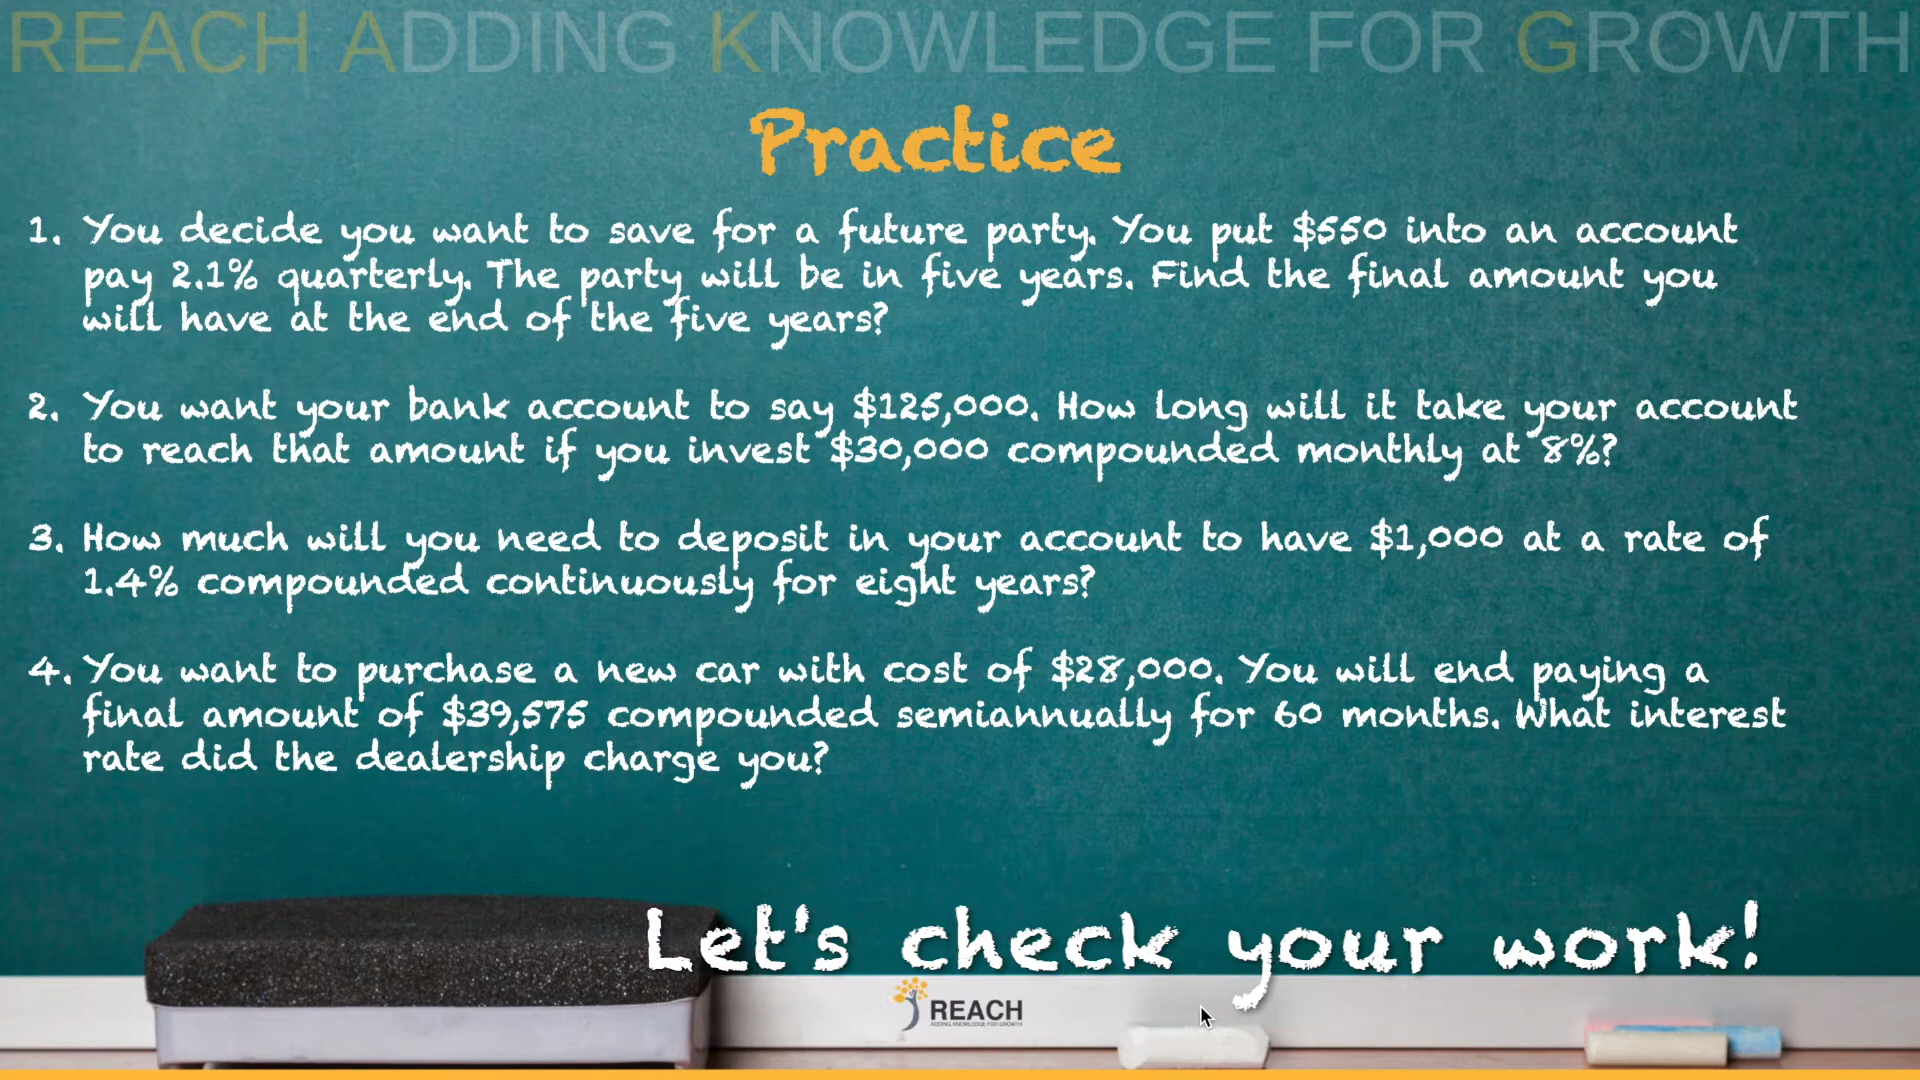 REACH ADDING KNOWLEDGE FOR GROWTH
Practice
1. You decide you want to save for a future party. You put $550 into an account
pay 2.1% quarterly. The party will be in five years. Find the final amount you
will have at the end of the five years?
2. You want your bank account to say $125,000. How long will it take your account
to reach that amount if you invest $30,000 compounded monthly at 8%?
3. How much will you need to deposit in your account to have $1,000 at a rate of
1.4% compounded continuously for eight years?
4. You want to purchase a new car with cost of $28,000. You will end paying a
final amount of $39,575 compounded semiannually for 60 months. What interest
rate did the dealership charge you?
Let's check your work!
REACH
ADDING KNOWLEDGE FOR GROWTH